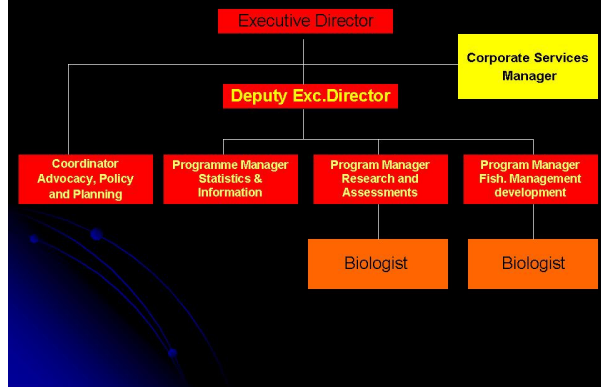 Executive Director
Corporate Services
Manager
Deputy Exc.Director
Coordinator
Advocacy, Policy
and Planning
Programme Manager
Statistics &
Information
Program Manager
Research and
Assessments
Program Manager
Fish. Management
development
Biologist
Biologist